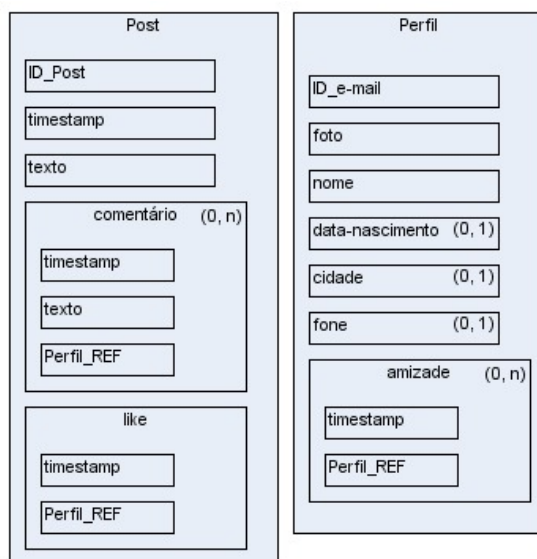 Post
ID_Post
timestamp
texto
comentário (0, n)
timestamp
texto
Perfil_REF
like
timestamp
Perfil_REF
Perfil
ID_e-mail
foto
nome
data-nascimento (0, 1)
cidade (0, 1)
fone (0, 1)
amizade (0, n)
timestamp
Perfil_REF